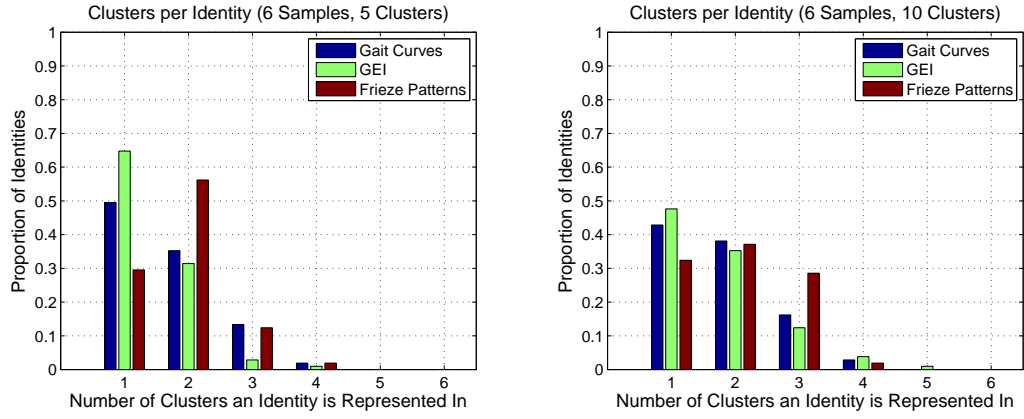 Clusters per Identity (6 Samples, 5 Clusters)
1
0.9
0.8
0.7
0.6
0.5
0.4
0.3
0.2
0.1
0
Proportion of Identities
Gait Curves
GEI
Frieze Patterns
1 2 3 4 5 6
Number of Clusters an Identity is Represented In
Clusters per Identity (6 Samples, 10 Clusters)
1
0.9
0.8
0.7
0.6
0.5
0.4
0.3
0.2
0.1
0
Proportion of Identities
Gait Curves
GEI
Frieze Patterns
1 2 3 4 5 6
Number of Clusters an Identity is Represented In